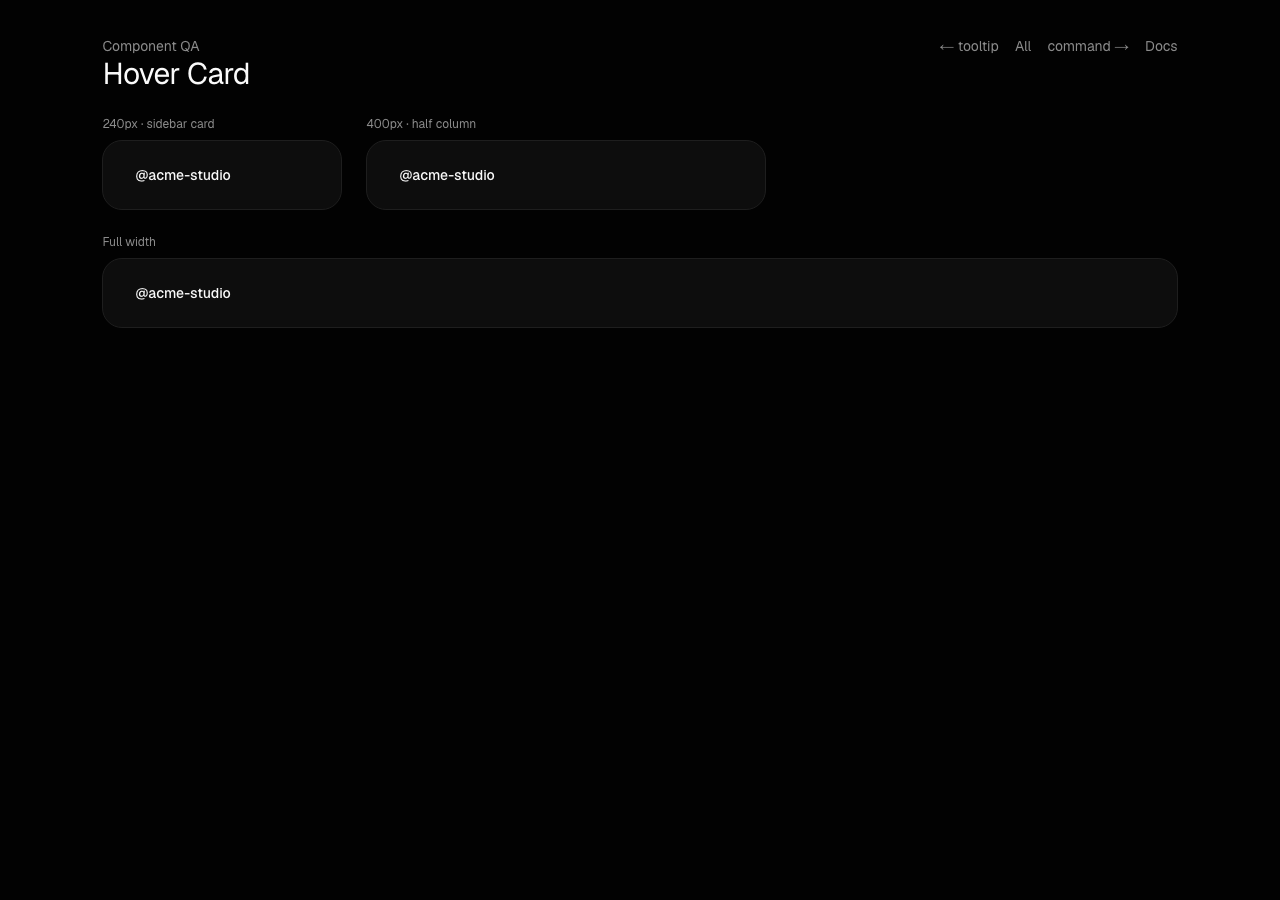 Component QA
Hover Card
← tooltip All command → Docs
240px · sidebar card
@acme-studio
400px · half column
@acme-studio
Full width
@acme-studio